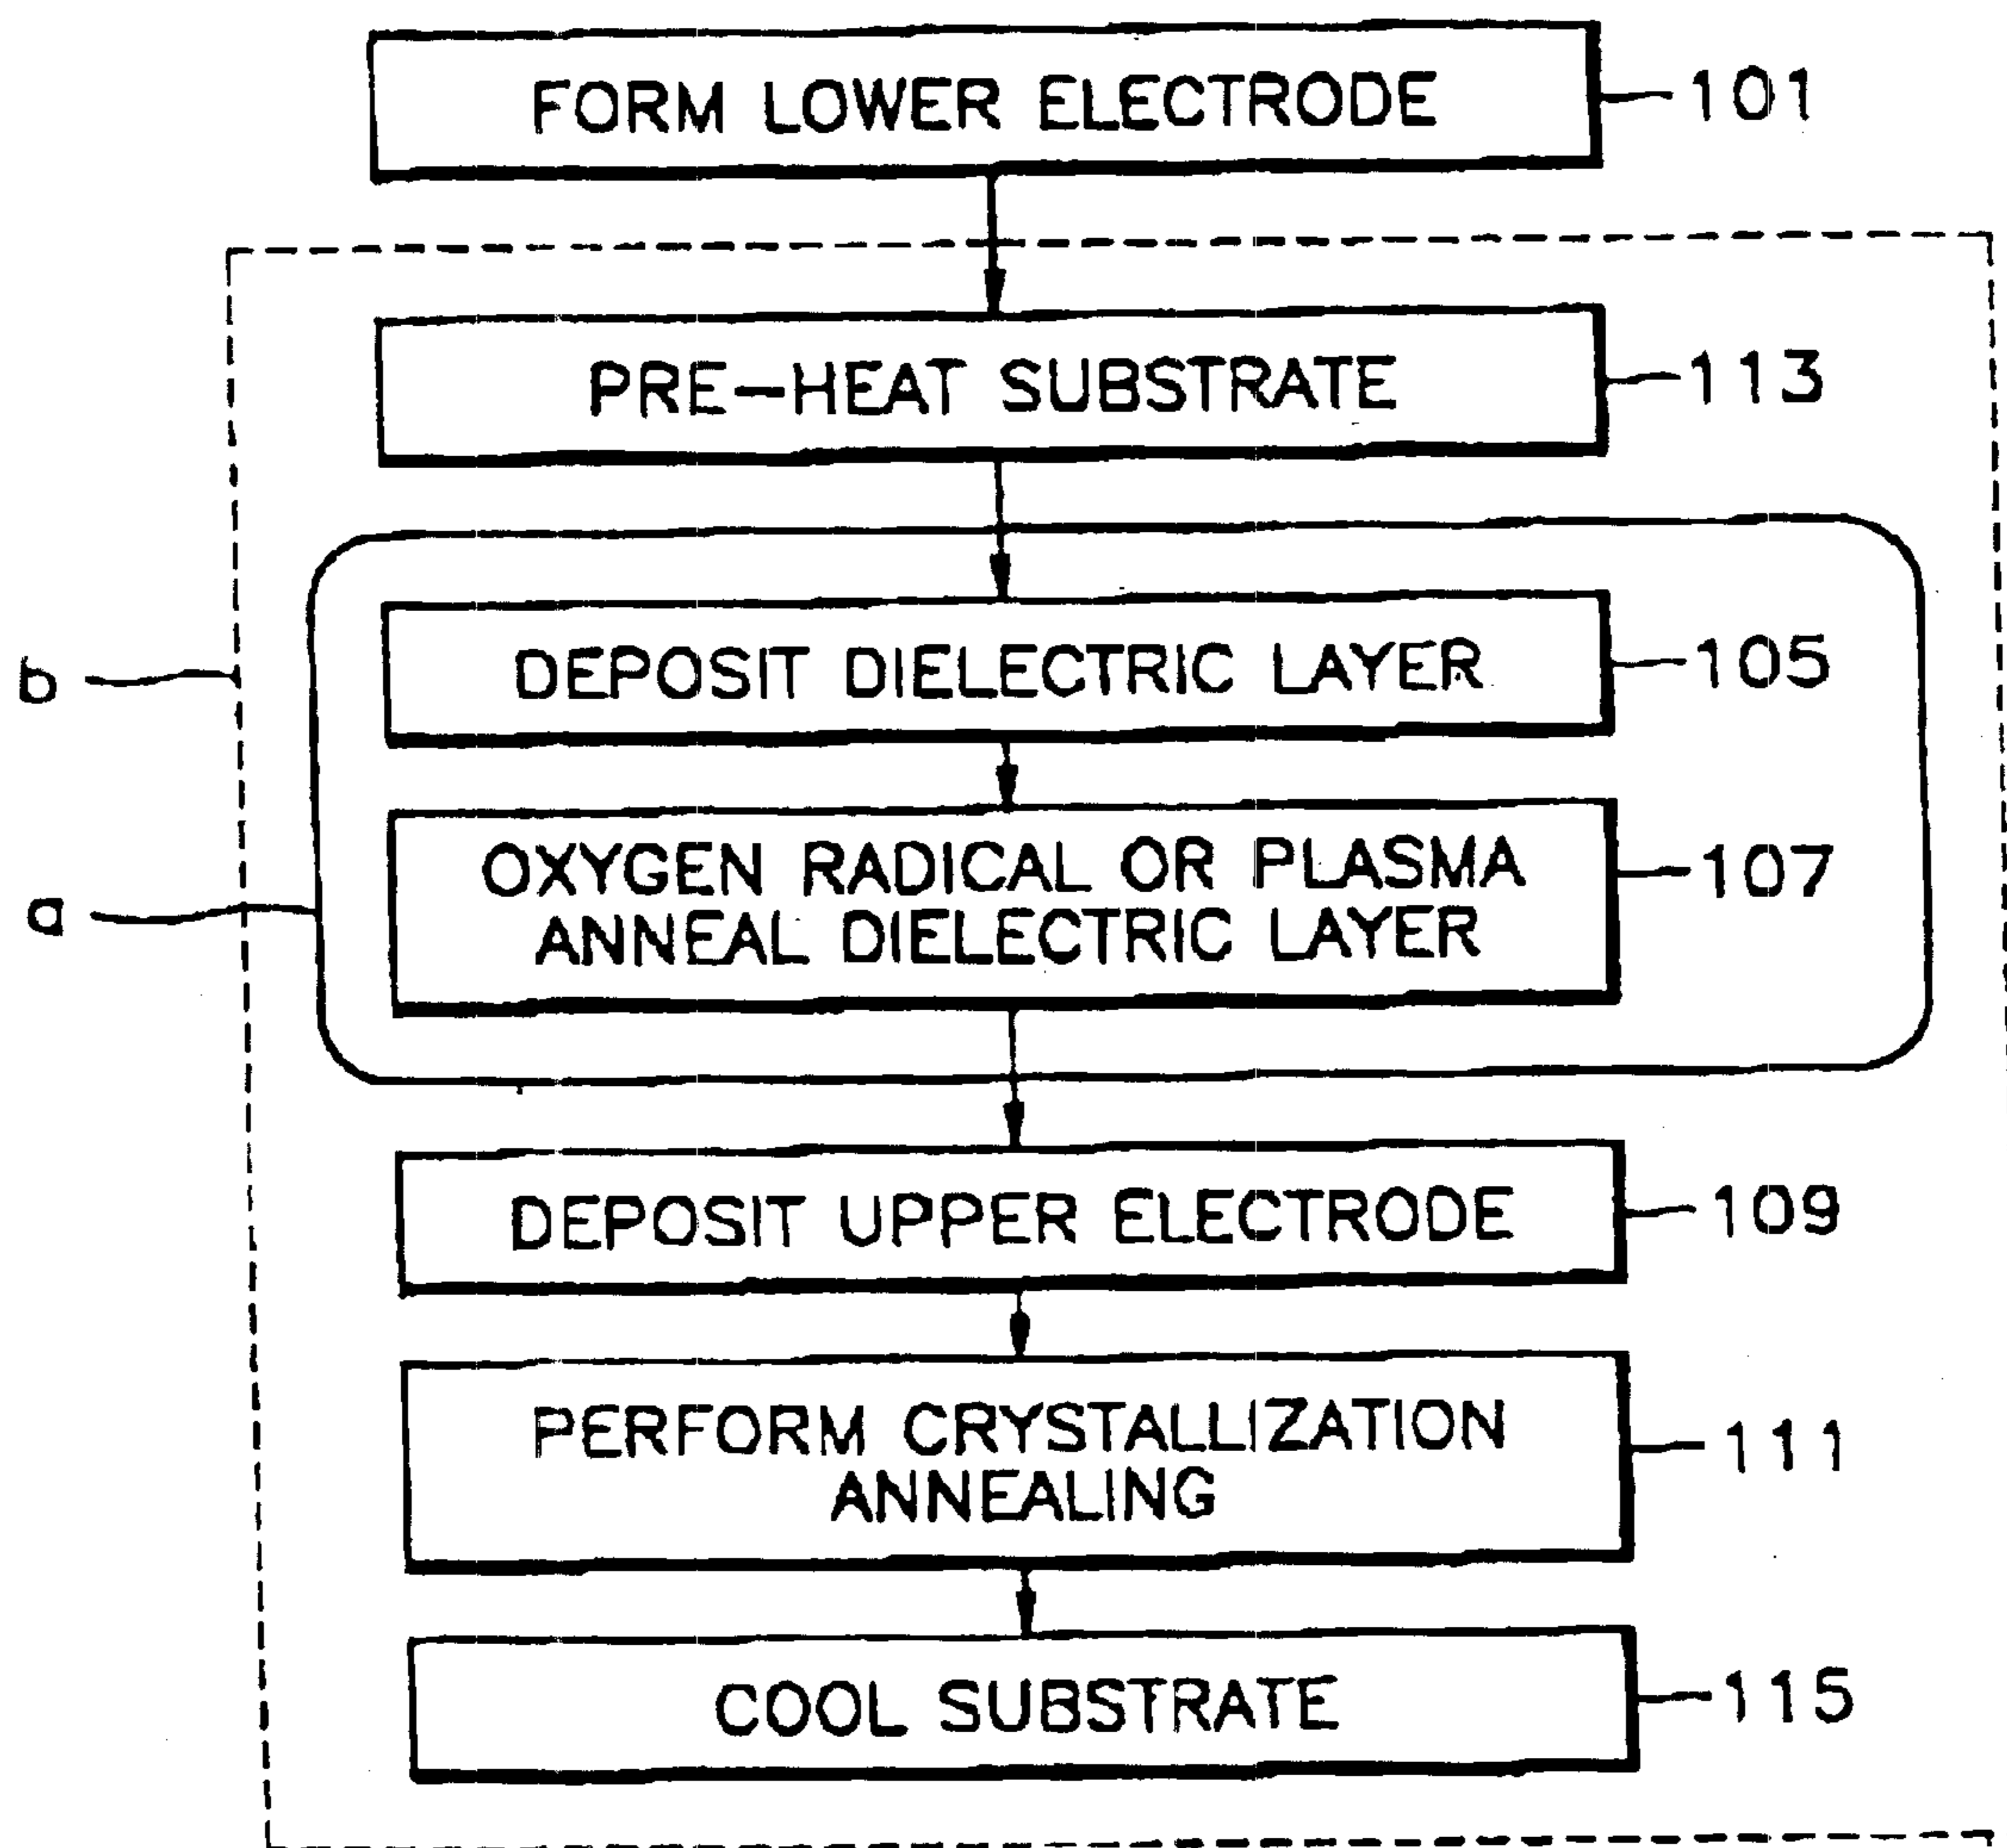 FORM LOWER ELECTRODE 101
PRE-HEAT SUBSTRATE 113
DEPOSIT DIELECTRIC LAYER 105
b
OXYGEN RADICAL OR PLASMA
ANNEAL DIELECTRIC LAYER 107
a
DEPOSIT UPPER ELECTRODE 109
PERFORM CRYSTALLIZATION
ANNEALING 111
COOL SUBSTRATE 115